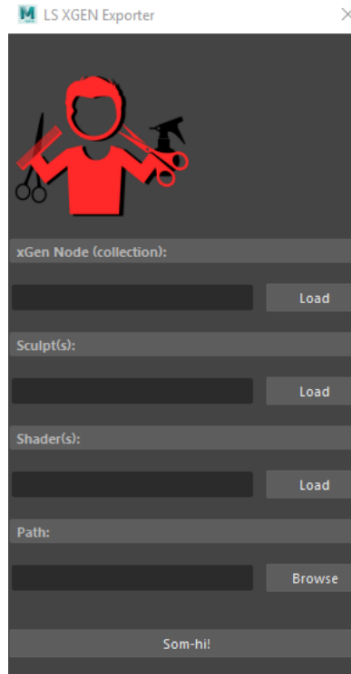 LS XGEN Exporter
xGen Node (collection):
Load
Sculpt(s):
Load
Shader(s):
Load
Path:
Browse
Som-hi!